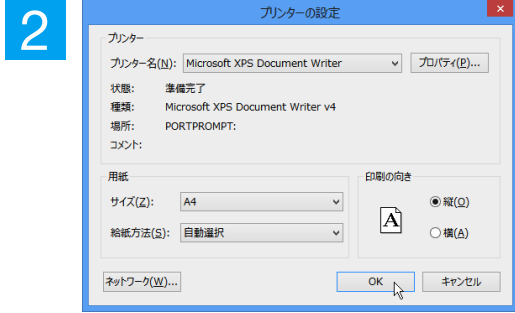 2
プリンターの設定
プリンター
プリンター名(N): Microsoft XPS Document Writer プロパティ(P)...
状態: 準備完了
種類: Microsoft XPS Document Writer v4
場所: PORTPROMPT:
コメント:
用紙 印刷の向き
サイズ(Z): A4 縦(O)
給紙方法(S): 自動選択 A 横(A)
ネットワーク(W)... OK キャンセル